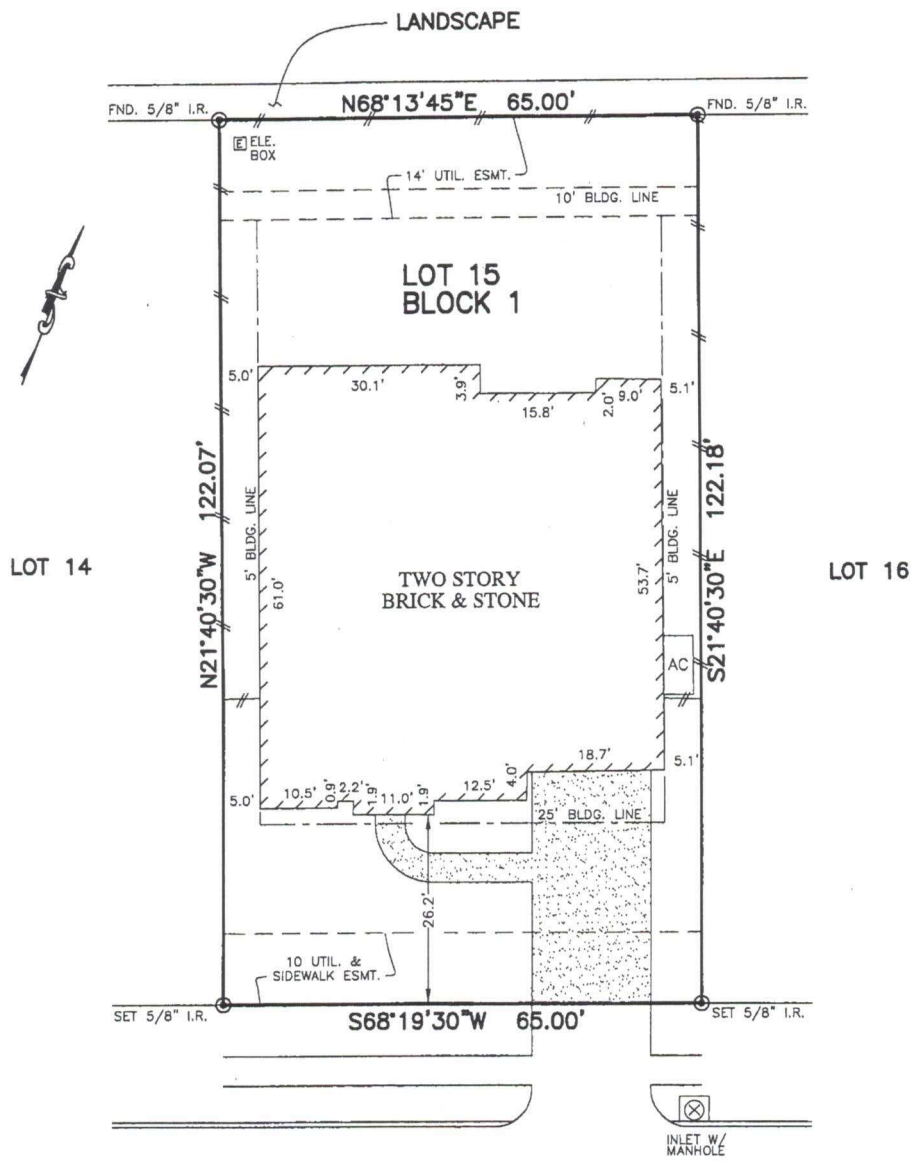 LANDSCAPE
FND. 5/8" I.R.
N68°13'45"E 65.00'
FND. 5/8" I.R.
E ELE.
BOX
14' UTIL. ESMT.
10' BLDG. LINE
LOT 15
BLOCK 1
5.0'
30.1'
3.9'
15.8'
2.0'
9.0'
5.1'
N21°40'30"W 122.07'
5' BLDG. LINE
61.0'
LOT 14
TWO STORY
BRICK & STONE
53.7'
5' BLDG. LINE
S21°40'30"E 122.18'
LOT 16
AC
5.0'
10.5'
0.9'
2.2'
1.9'
11.0'
1.9'
12.5'
4.0'
18.7'
5.1'
25' BLDG. LINE
26.2'
10 UTIL. &
SIDEWALK ESMT.
SET 5/8" I.R.
S68°19'30"W 65.00'
SET 5/8" I.R.
INLET W/
MANHOLE